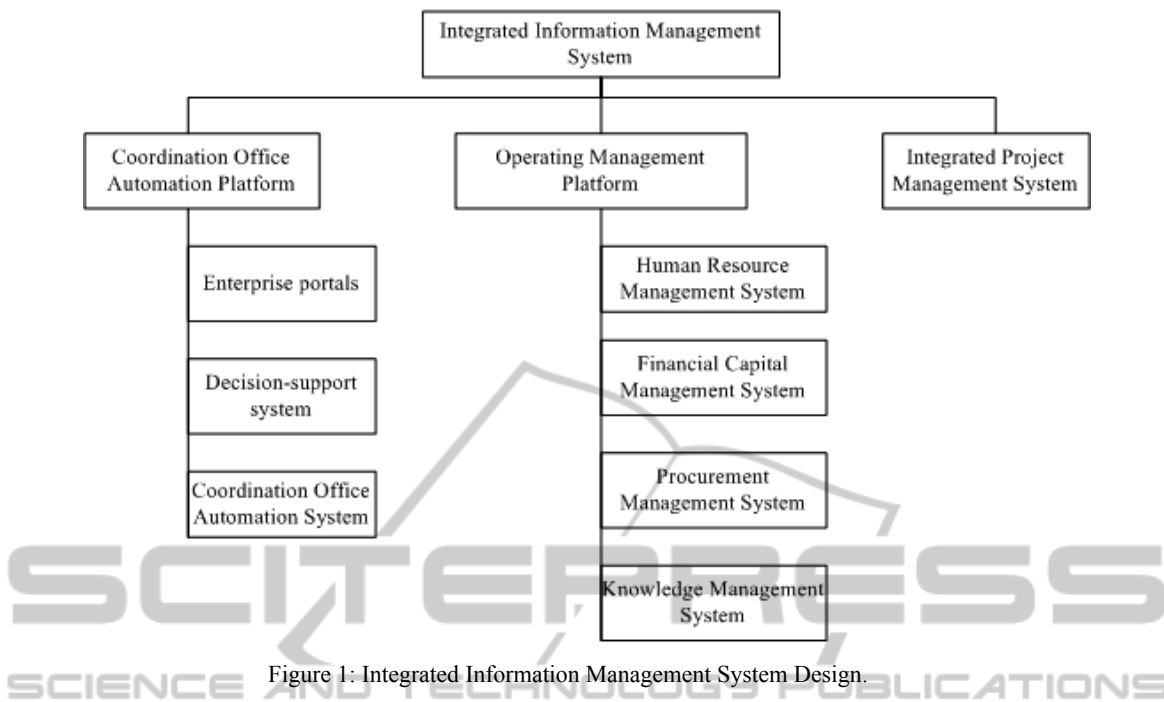 Integrated Information Management
System
Coordination Office
Automation Platform
Operating Management
Platform
Integrated Project
Management System
Enterprise portals
Decision-support
system
Coordination Office
Automation System
Human Resource
Management System
Financial Capital
Management System
Procurement
Management System
Knowledge Management
System
SCITEPRESS
SCIENCE AND TECHNOLOGY PUBLICATIONS
Figure 1: Integrated Information Management System Design.